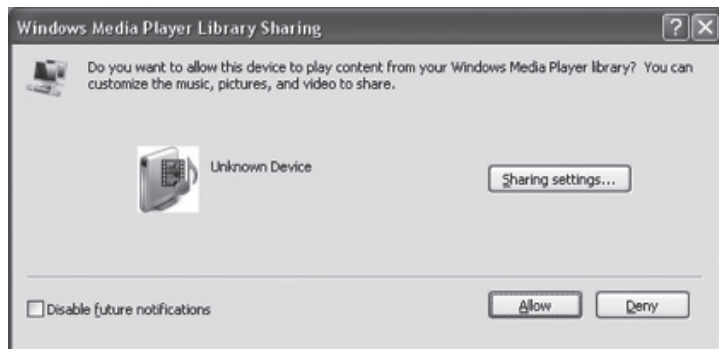 Windows Media Player Library Sharing
Do you want to allow this device to play content from your Windows Media Player library? You can
customize the music, pictures, and video to share.
Unknown Device
Sharing settings...
Disable future notifications
Allow
Deny